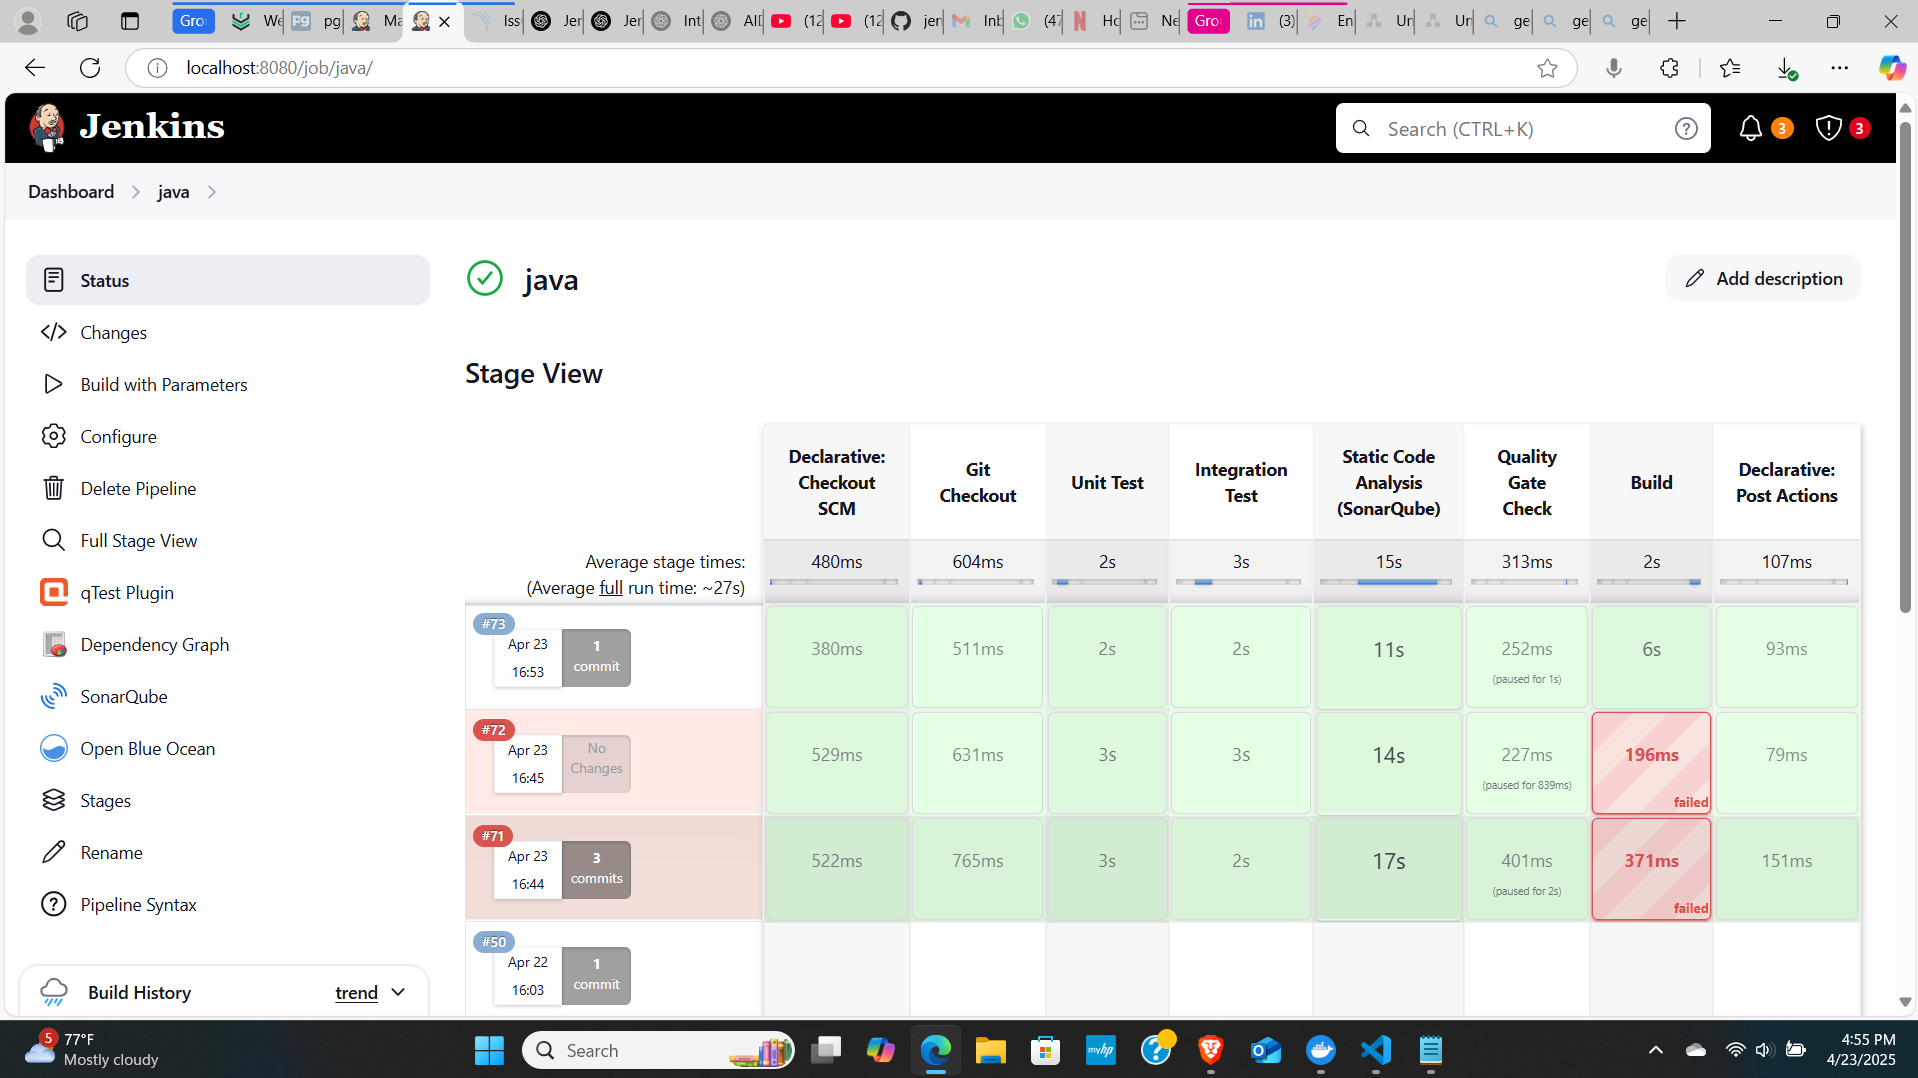 Gro
We
pg
Ma
Iss
Jer
Jer
Int
AII
(12
(12
jer
Inb
(47
Ho
Ne
Gro
(3)
En
Un
Un
ge
ge
ge
localhost:8080/job/java/
Jenkins
Search (CTRL+K)
3
3
Dashboard
java
Status
Changes
Build with Parameters
Configure
Delete Pipeline
Full Stage View
qTest Plugin
Dependency Graph
SonarQube
Open Blue Ocean
Stages
Rename
Pipeline Syntax
Build History
trend
java
Add description
Stage View
Declarative:
Checkout
SCM
Git
Checkout
Unit Test
Integration
Test
Static Code
Analysis
(SonarQube)
Quality
Gate
Check
Build
Declarative:
Post Actions
Average stage times:
(Average full run time: ~27s)
480ms
604ms
2s
3s
15s
313ms
2s
107ms
#73
Apr 23
16:53
1
commit
380ms
511ms
2s
2s
11s
252ms
(paused for 1s)
6s
93ms
#72
Apr 23
16:45
No
Changes
529ms
631ms
3s
3s
14s
227ms
(paused for 839ms)
196ms
failed
79ms
#71
Apr 23
16:44
3
commits
522ms
765ms
3s
2s
17s
401ms
(paused for 2s)
371ms
failed
151ms
#50
Apr 22
16:03
1
commit
5
77°F
Mostly cloudy
Search
myhp
4:55 PM
4/23/2025